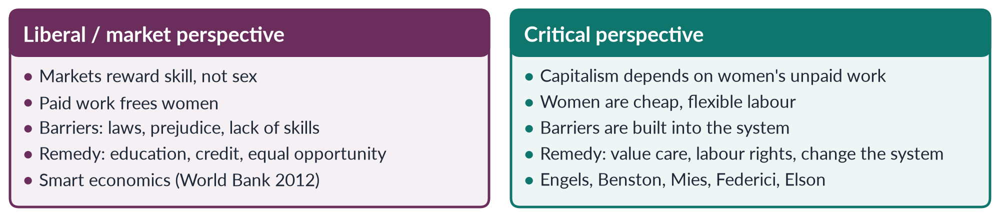 Liberal / market perspective
• Markets reward skill, not sex
• Paid work frees women
• Barriers: laws, prejudice, lack of skills
• Remedy: education, credit, equal opportunity
• Smart economics (World Bank 2012)
Critical perspective
• Capitalism depends on women's unpaid work
• Women are cheap, flexible labour
• Barriers are built into the system
• Remedy: value care, labour rights, change the system
• Engels, Benston, Mies, Federici, Elson